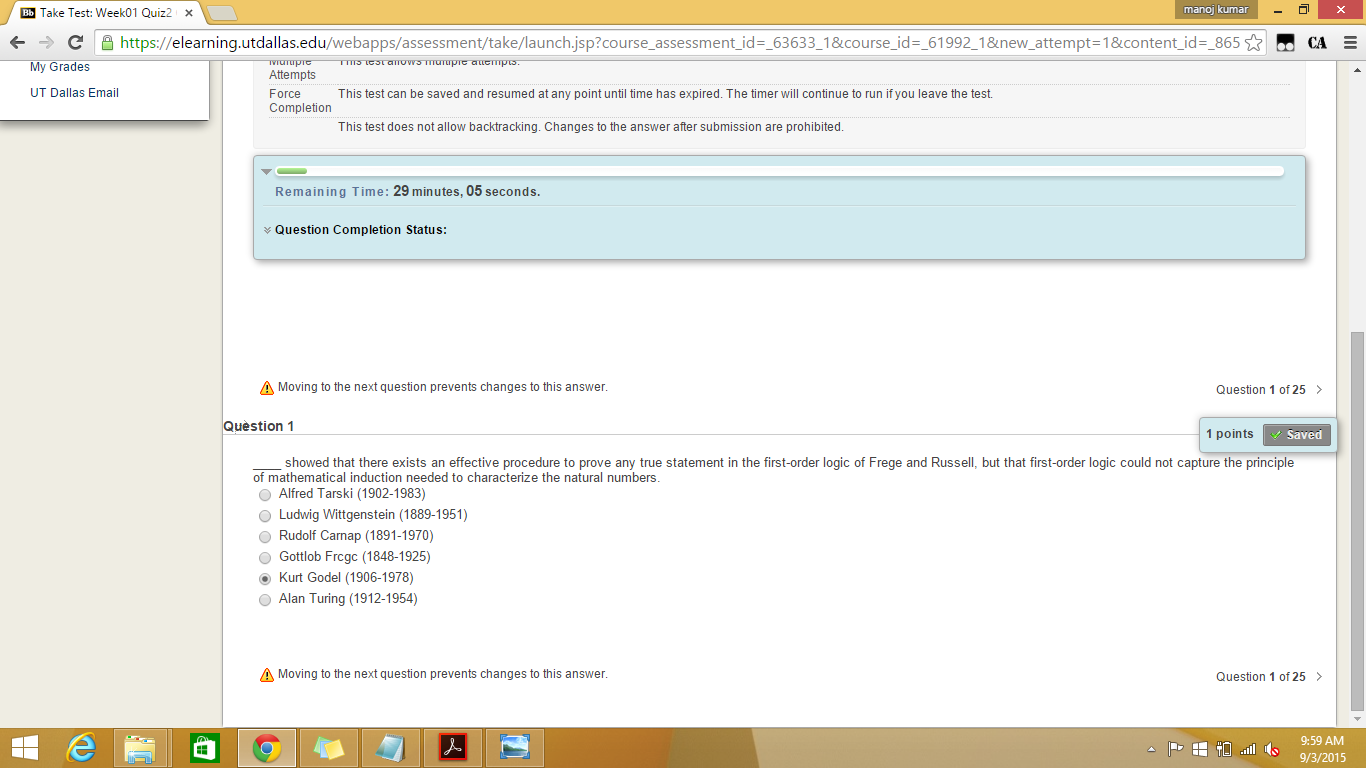 Bb Take Test: Week01 Quiz2
manoj kumar
https://elearning.utdallas.edu/webapps/assessment/take/launch.jsp?course_assessment_id=_63633_1&course_id=_61992_1&new_attempt=1&content_id=_865
CA
My Grades
UT Dallas Email
Multiple This test allows multiple attempts.
Attempts
Force This test can be saved and resumed at any point until time has expired. The timer will continue to run if you leave the test.
Completion
This test does not allow backtracking. Changes to the answer after submission are prohibited.
Remaining Time: 29 minutes, 05 seconds.
Question Completion Status:
Moving to the next question prevents changes to this answer.
Question 1 of 25
Question 1
1 points Saved
____ showed that there exists an effective procedure to prove any true statement in the first-order logic of Frege and Russell, but that first-order logic could not capture the principle
of mathematical induction needed to characterize the natural numbers.
Alfred Tarski (1902-1983)
Ludwig Wittgenstein (1889-1951)
Rudolf Carnap (1891-1970)
Gottlob Frcgc (1848-1925)
Kurt Godel (1906-1978)
Alan Turing (1912-1954)
Moving to the next question prevents changes to this answer.
Question 1 of 25
9:59 AM
9/3/2015